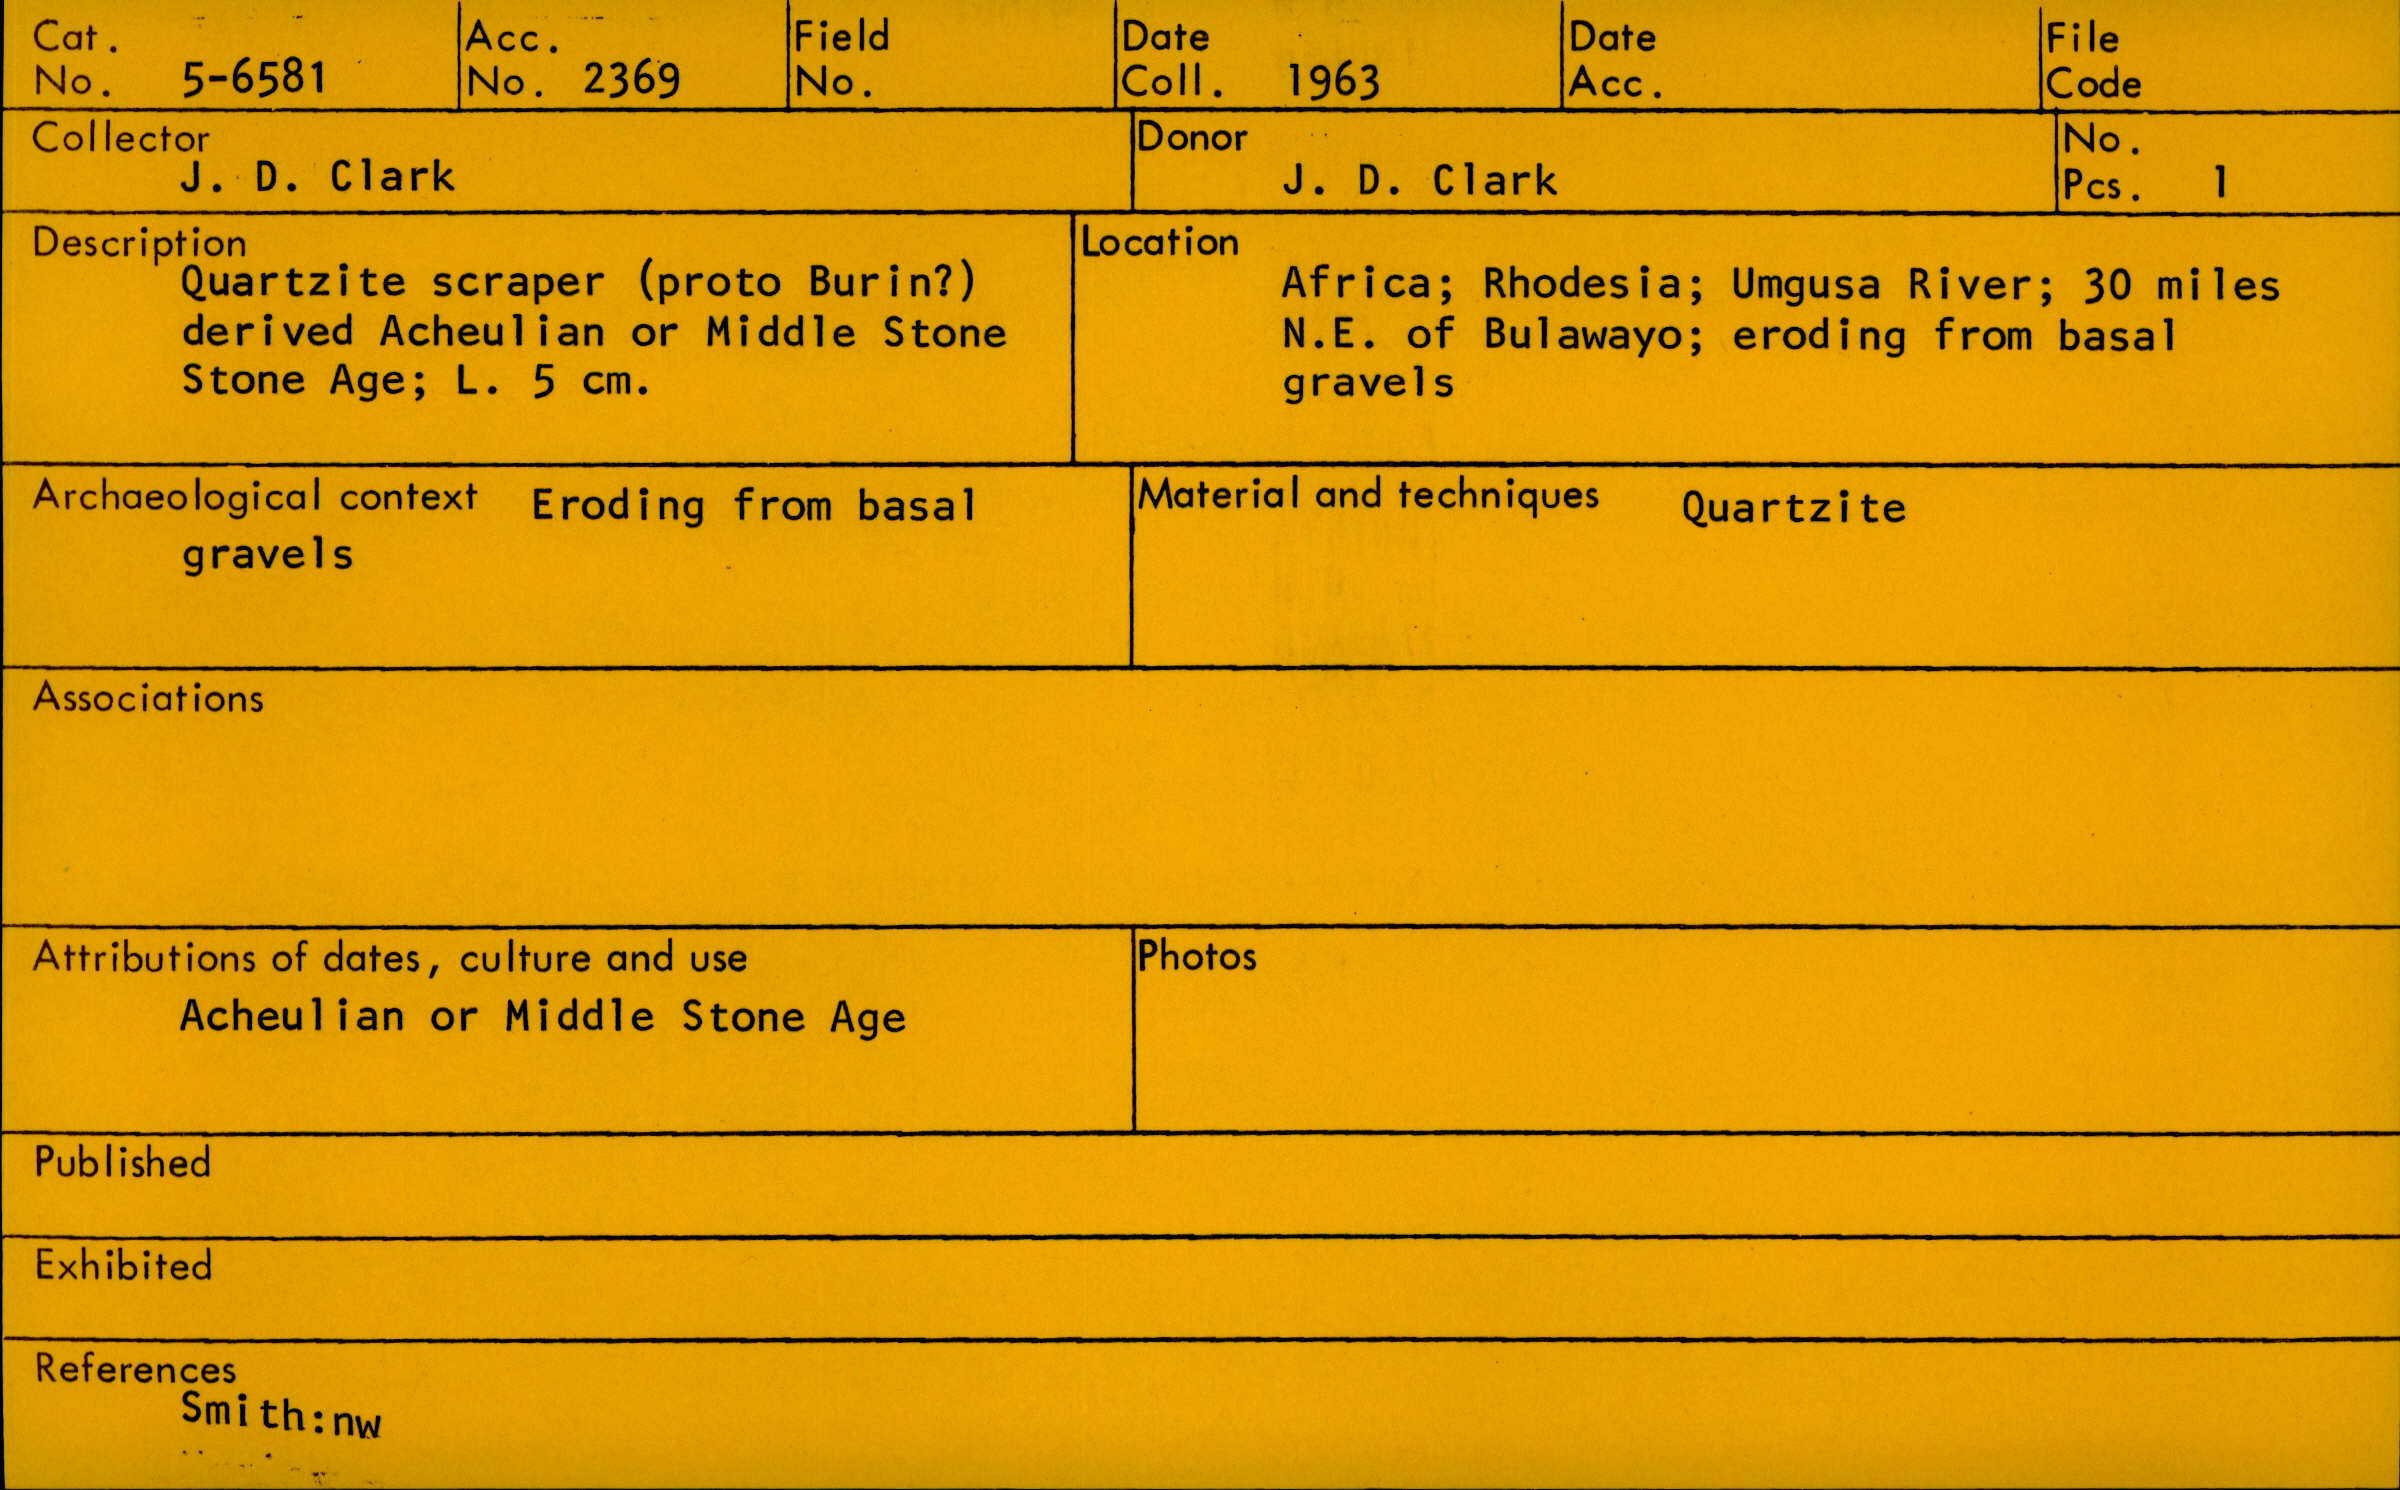 Cat. No. 5-6581
Acc. No. 2369
Field No.
Date Coll. 1963
Date Acc.
File Code
Collector
J. D. Clark
Donor
J. D. Clark
No. Pcs. 1
Description
Quartzite scraper (proto Burin?)
derived Acheulian or Middle Stone
Stone Age; L. 5 cm.
Location
Africa; Rhodesia; Umgusa River; 30 miles
N.E. of Bulawayo; eroding from basal
gravels
Archaeological context Eroding from basal
gravels
Material and techniques Quartzite
Associations
Attributions of dates, culture and use
Acheulian or Middle Stone Age
Photos
Published
Exhibited
References
Smith:nw